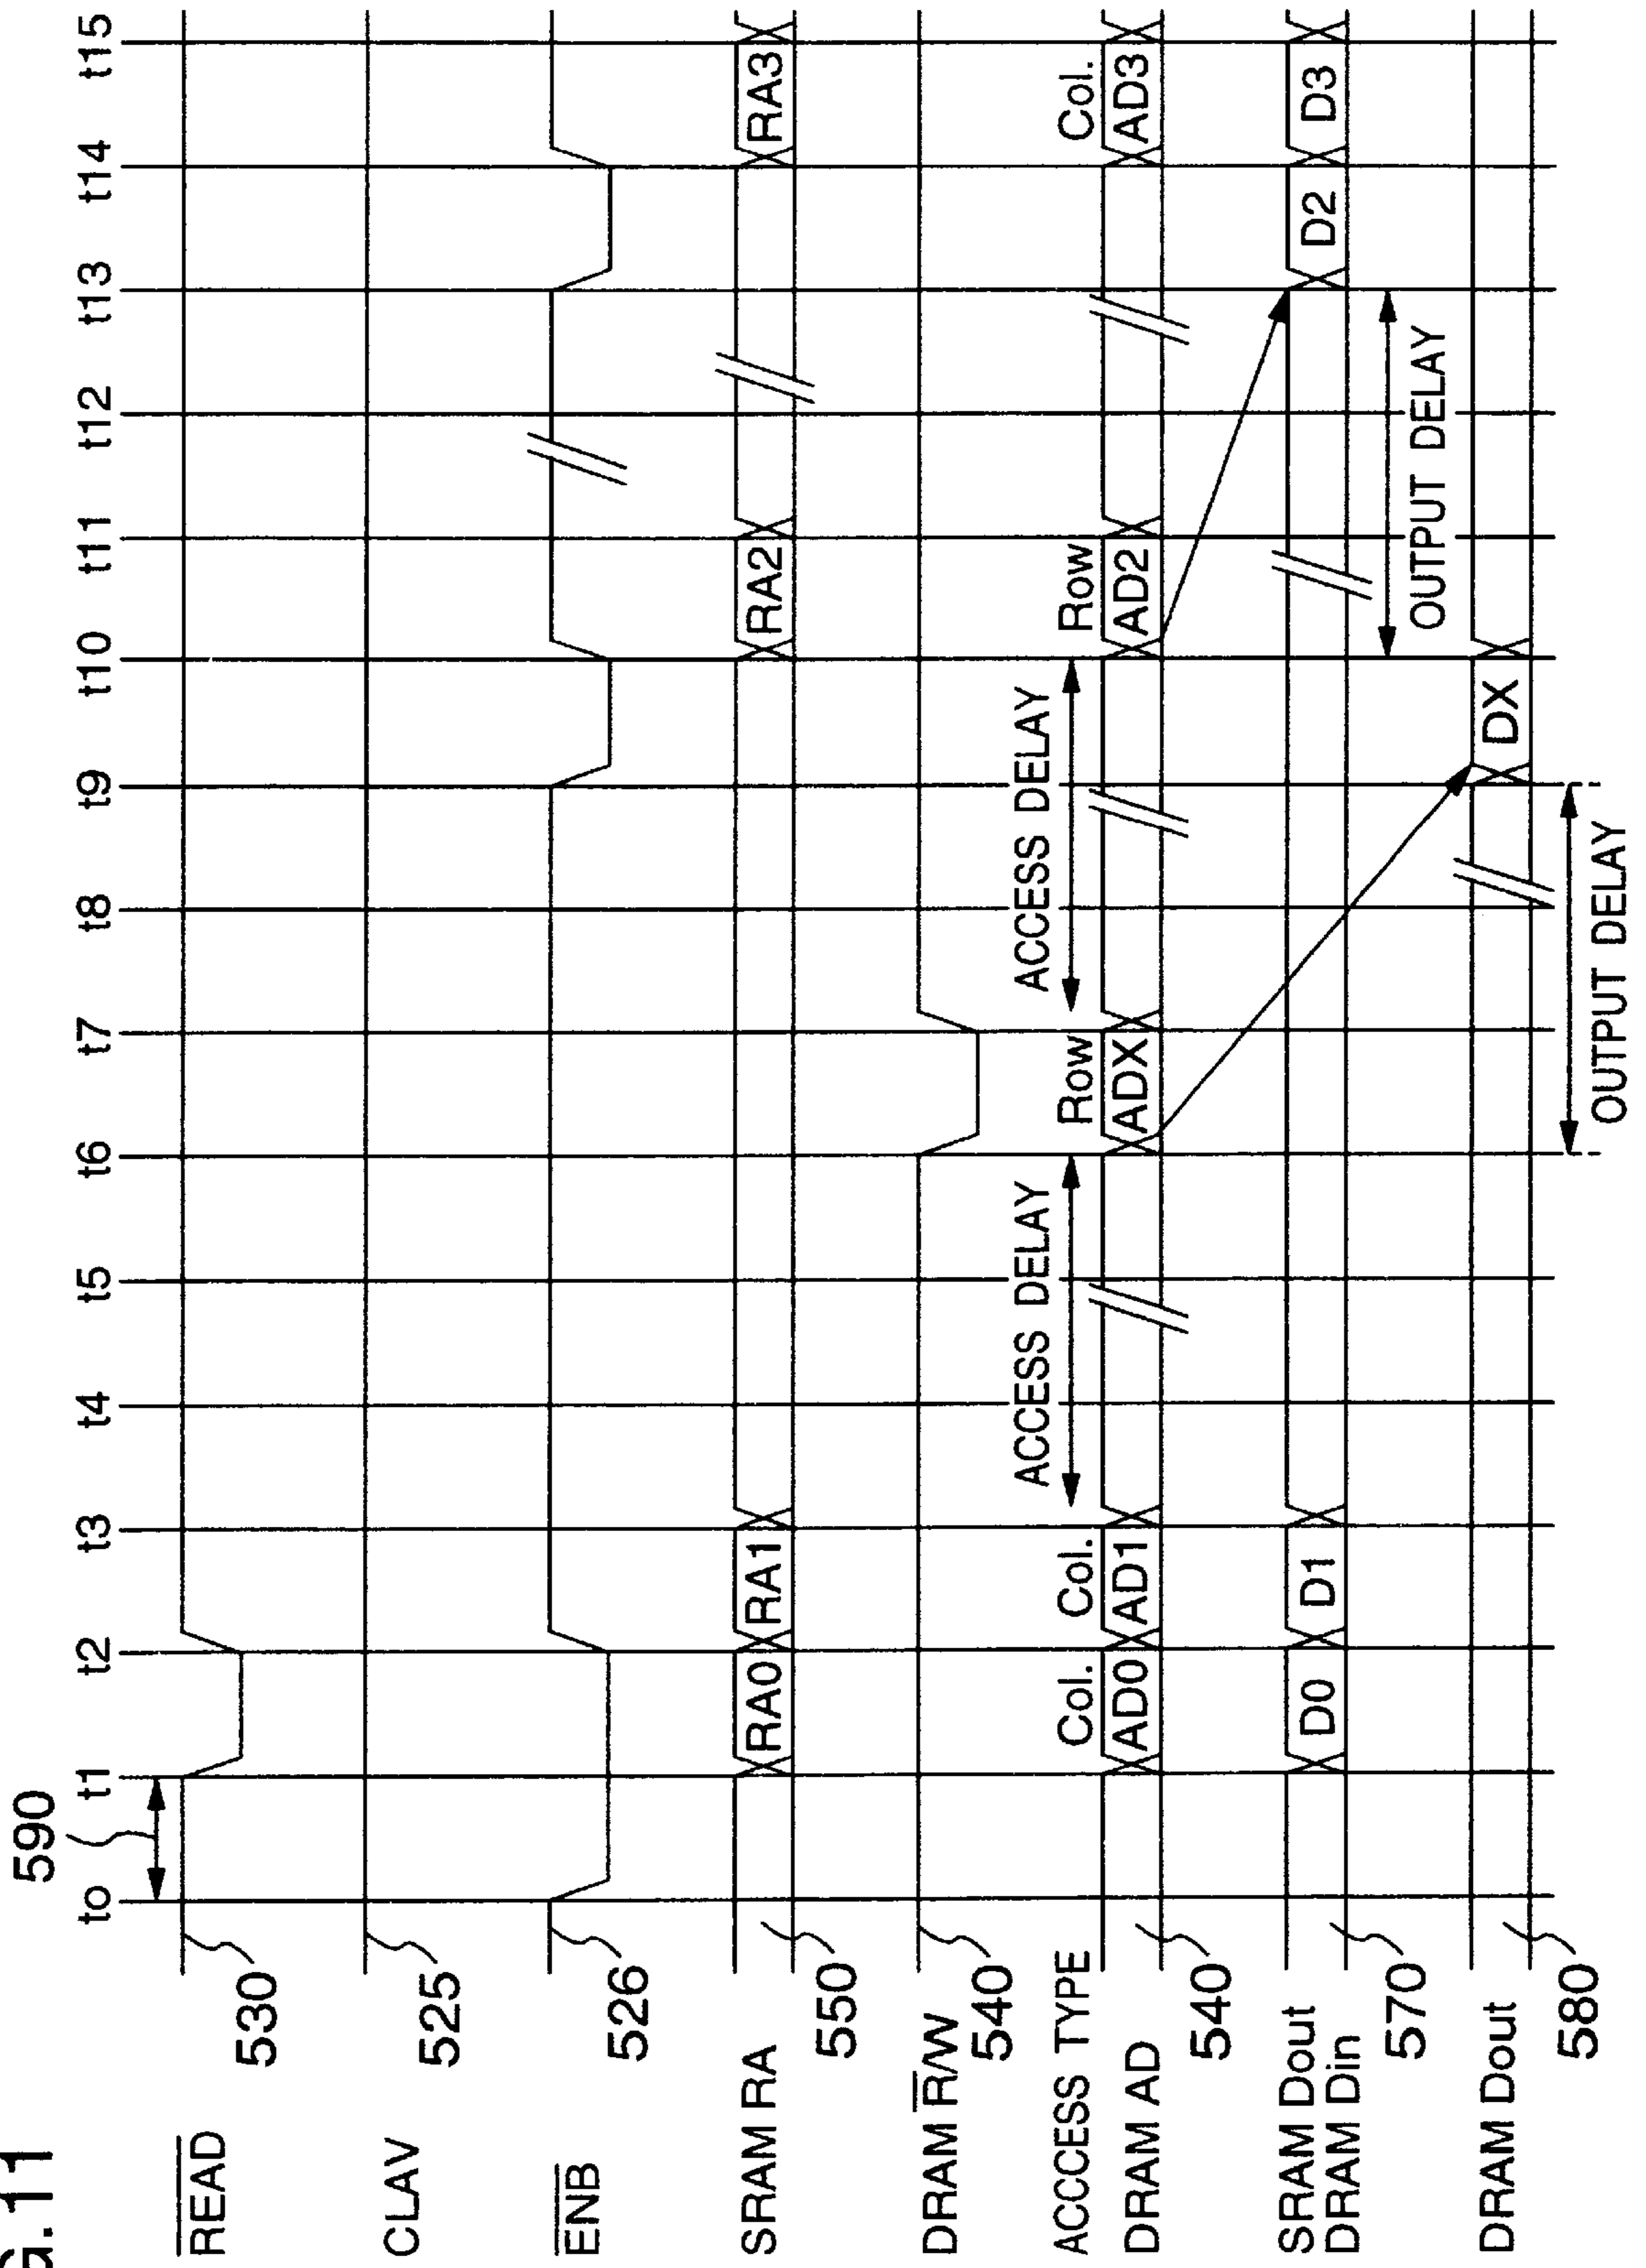 G.11
590
to t1 t2 t3 t4 t5 t6 t7 t8 t9 t10 t11 t12 t13 t14 t15
READ
530
CLAV
525
ENB
526
SRAM RA
RA0 RA1 RA2 RA3
550
DRAM R/W
540
ACCESS DELAY ACCESS DELAY
ACCCESS TYPE
Col. Col. Row Row Col.
DRAM AD
AD0 AD1 ADX AD2 AD3
540
SRAM Dout
DRAM Din
D0 D1 D2 D3
570
OUTPUT DELAY
DRAM Dout
DX
580
OUTPUT DELAY